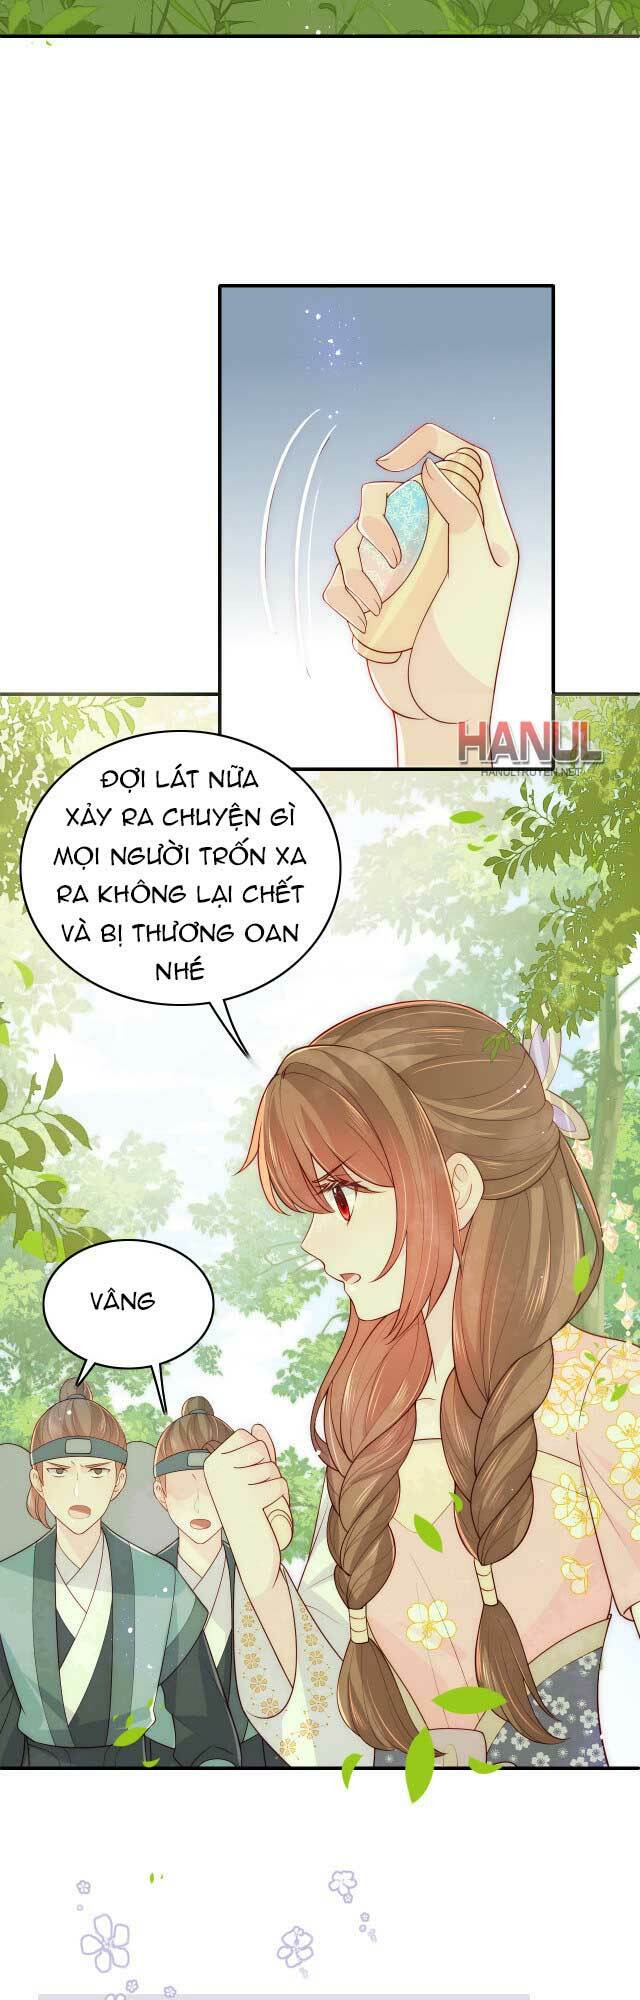 HANUL
HANULTRUYEN.NET
ĐỢI LÁT NỮA
XẢY RA CHUYỆN GÌ
MỌI NGƯỜI TRỐN XA
RA KHÔNG LẠI CHẾT
VÀ BỊ THƯƠNG OAN
NHÉ
VÂNG